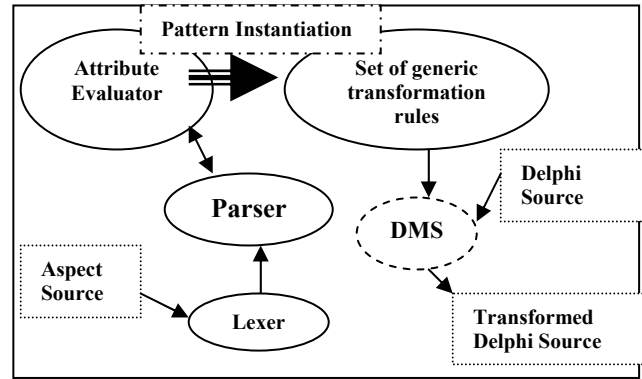 Pattern Instantiation
Attribute
Evaluator
Set of generic
transformation
rules
Parser
DMS
Delphi
Source
Aspect
Source
Lexer
Transformed
Delphi Source